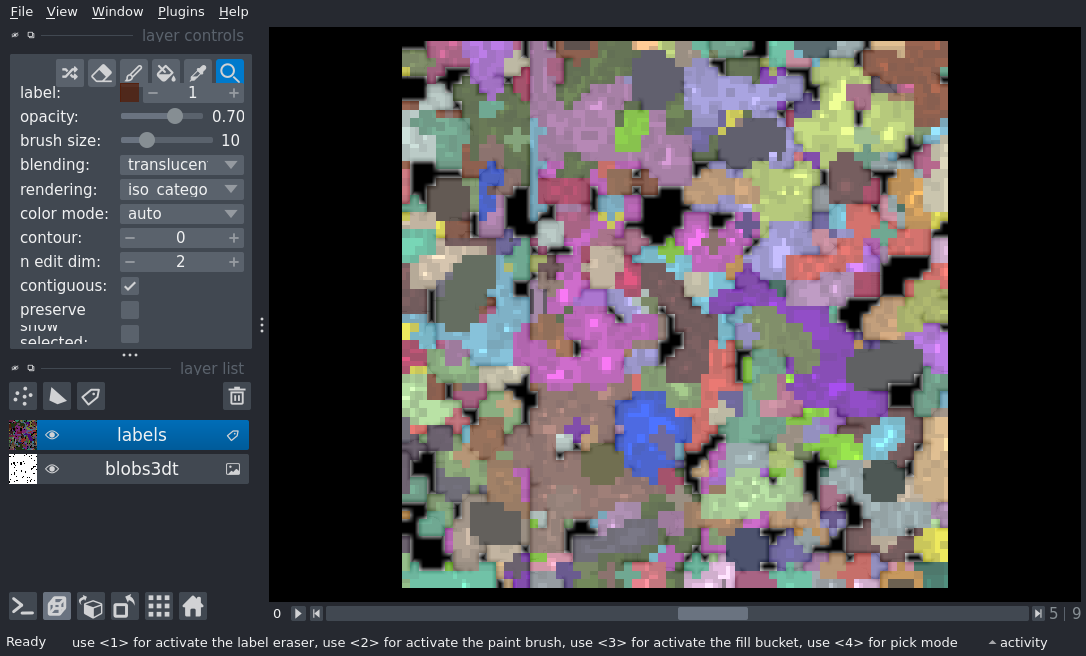 File View Window Plugins Help
layer controls
label: 1
opacity: 0.70
brush size: 10
blending: translucen
rendering: iso_catego
color mode: auto
contour: 0
n edit dim: 2
contiguous:
preserve
show
selected:
layer list
labels
blobs3dt
0 5 | 9
Ready use <1> for activate the label eraser, use <2> for activate the paint brush, use <3> for activate the fill bucket, use <4> for pick mode activity